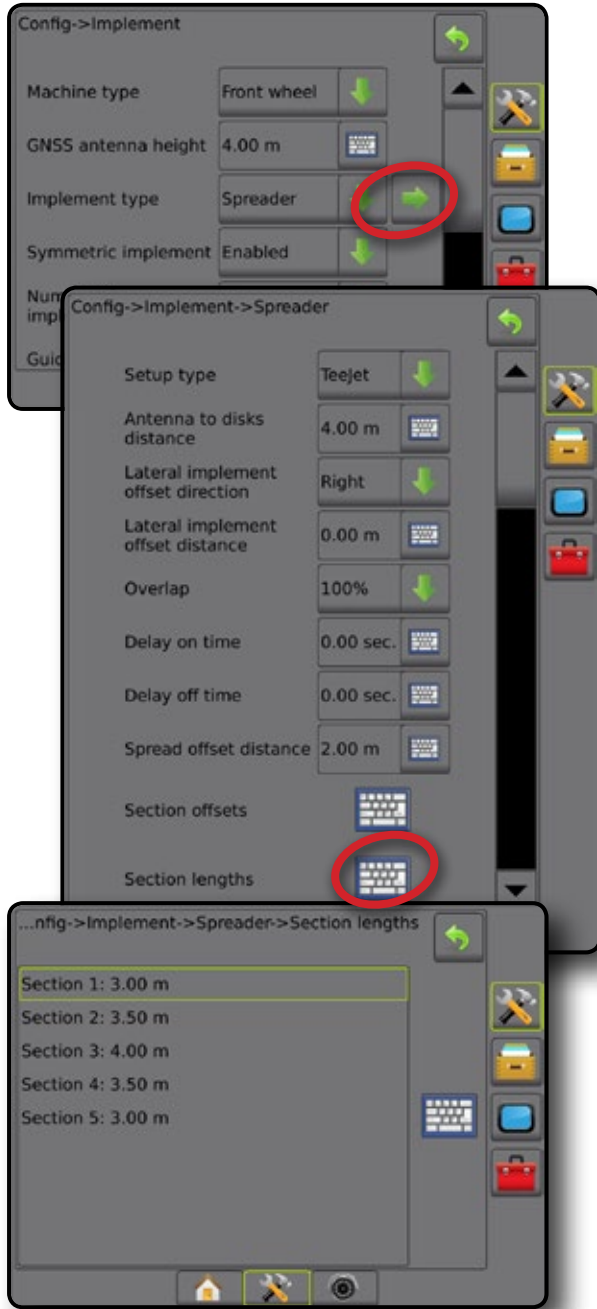 Config->Implement
Machine type Front wheel
GNSS antenna height 4.00 m
Implement type Spreader
Symmetric implement Enabled
Num
impl
Guid
Config->Implement->Spreader
Setup type TeeJet
Antenna to disks
distance 4.00 m
Lateral implement
offset direction Right
Lateral implement
offset distance 0.00 m
Overlap 100%
Delay on time 0.00 sec.
Delay off time 0.00 sec.
Spread offset distance 2.00 m
Section offsets
Section lengths
...nfig->Implement->Spreader->Section lengths
Section 1: 3.00 m
Section 2: 3.50 m
Section 3: 4.00 m
Section 4: 3.50 m
Section 5: 3.00 m